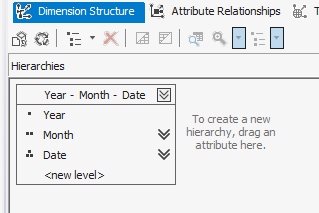 Dimension Structure Attribute Relationships
Hierarchies
Year - Month - Date
Year
Month
Date
<new level>
To create a new
hierarchy, drag an
attribute here.